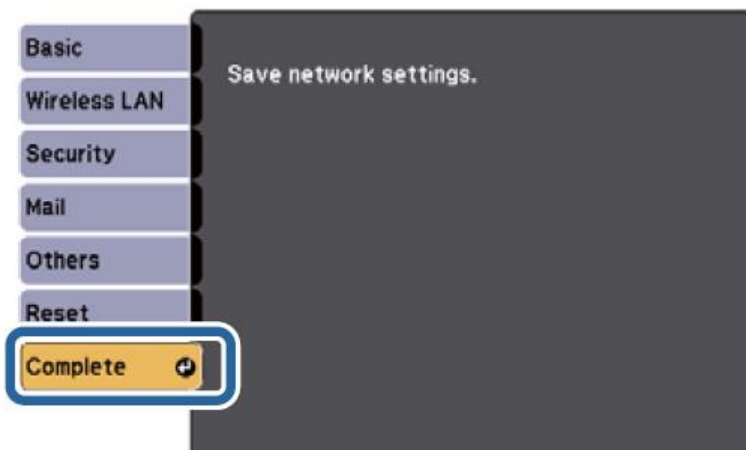 Basic
Save network settings.
Wireless LAN
Security
Mail
Others
Reset
Complete